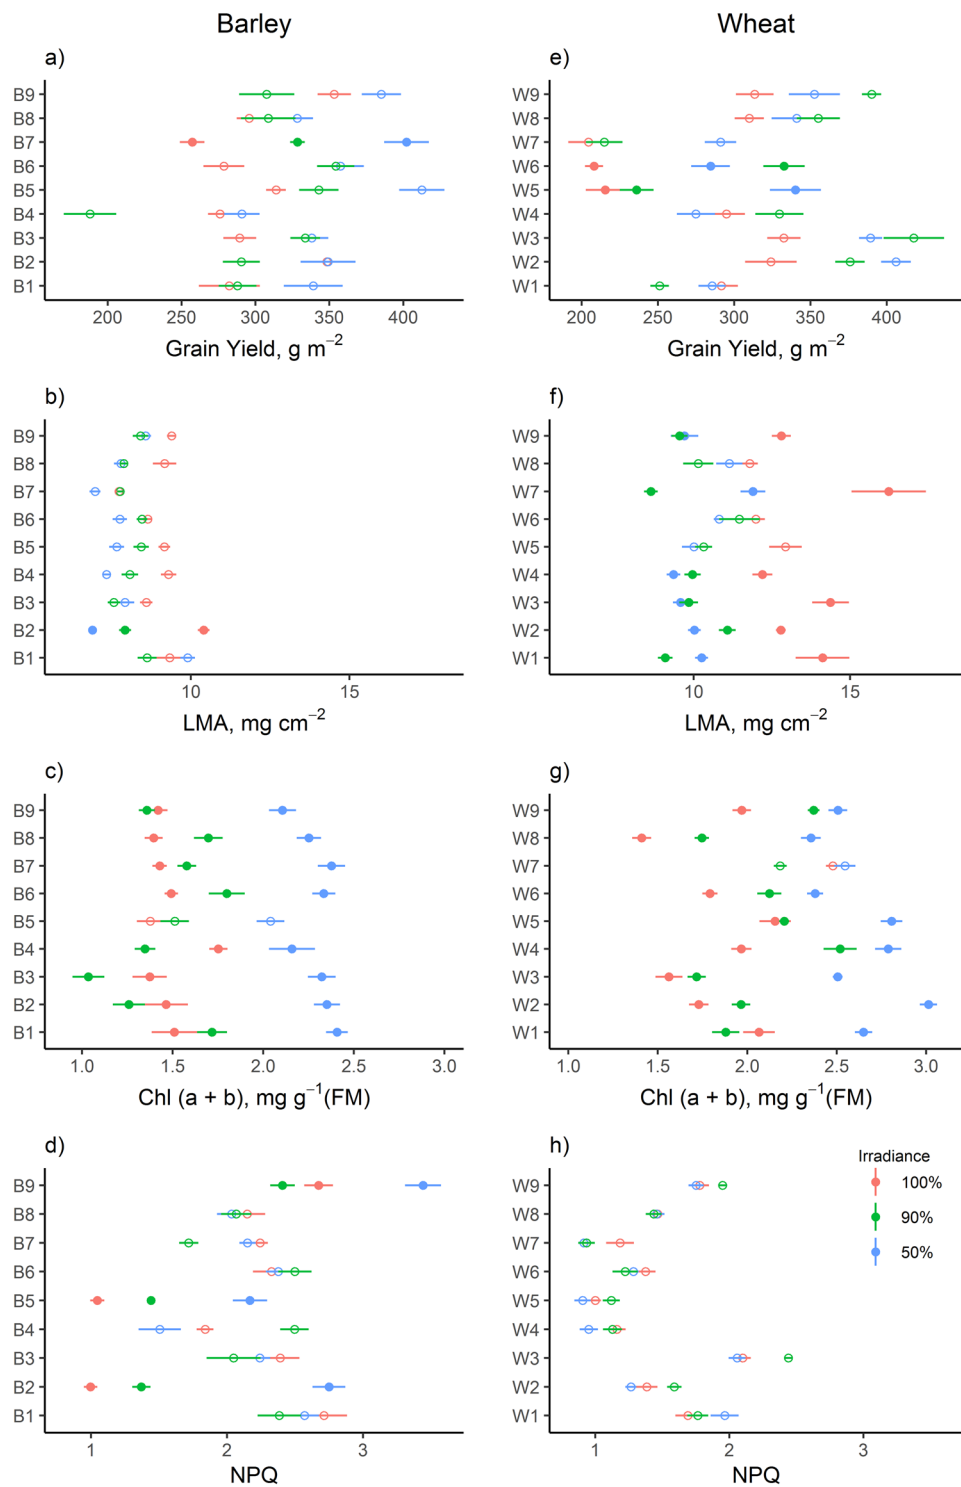 Barley
Wheat
a)
B9
B8
B7
B6
B5
B4
B3
B2
B1
200 250 300 350 400
Grain Yield, g m⁻²
e)
W9
W8
W7
W6
W5
W4
W3
W2
W1
200 250 300 350 400
Grain Yield, g m⁻²
b)
B9
B8
B7
B6
B5
B4
B3
B2
B1
10 15
LMA, mg cm⁻²
f)
W9
W8
W7
W6
W5
W4
W3
W2
W1
10 15
LMA, mg cm⁻²
c)
B9
B8
B7
B6
B5
B4
B3
B2
B1
1.0 1.5 2.0 2.5 3.0
Chl (a + b), mg g⁻¹(FM)
g)
W9
W8
W7
W6
W5
W4
W3
W2
W1
1.0 1.5 2.0 2.5 3.0
Chl (a + b), mg g⁻¹(FM)
d)
B9
B8
B7
B6
B5
B4
B3
B2
B1
1 2 3
NPQ
h)
W9
W8
W7
W6
W5
W4
W3
W2
W1
1 2 3
NPQ
Irradiance
100%
90%
50%